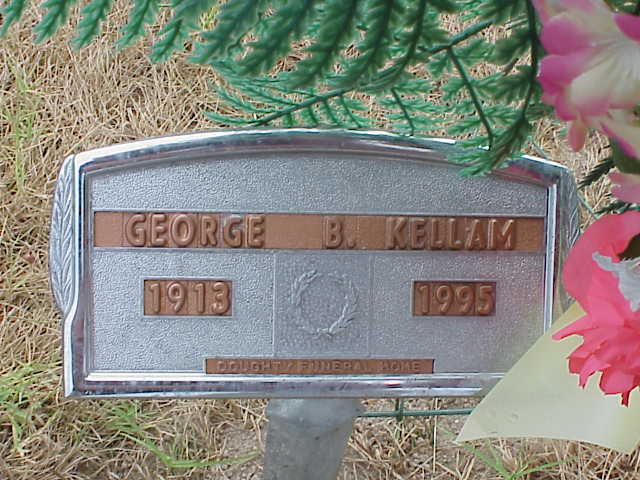 GEORGE B. KELLAM
1913 1995
DOUGHTY FUNERAL HOME